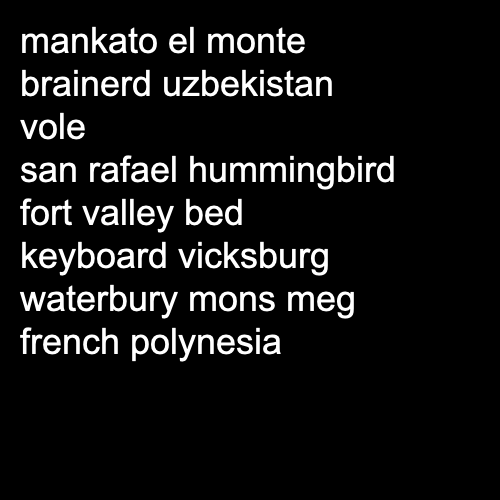 mankato el monte
brainerd uzbekistan
vole
san rafael hummingbird
fort valley bed
keyboard vicksburg
waterbury mons meg
french polynesia